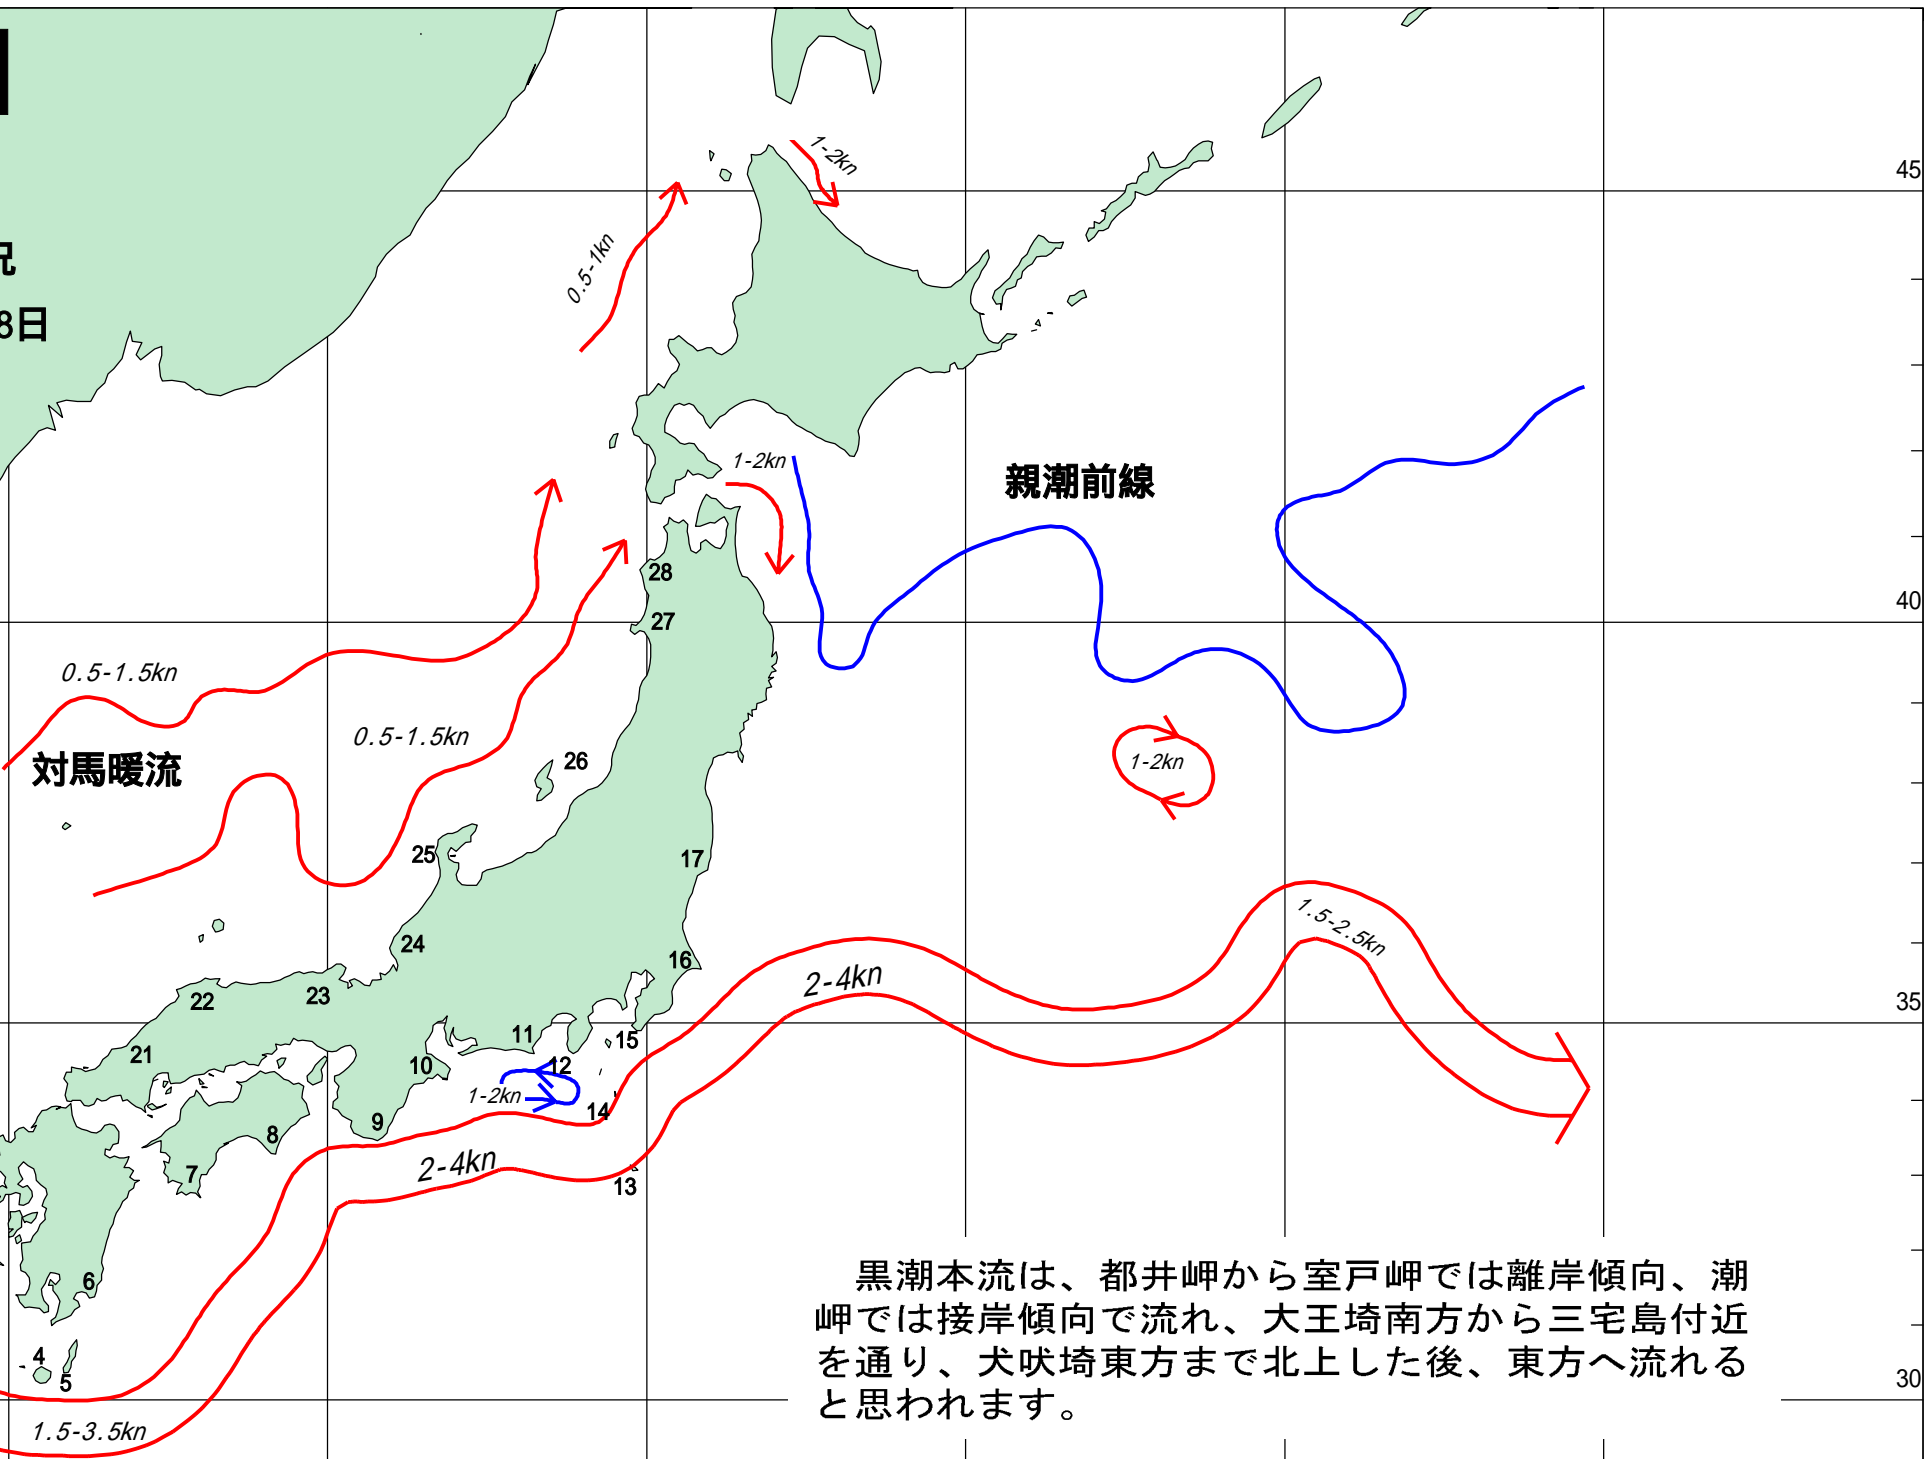 況
8日
1-2kn
45
0.5-1kn
1-2kn
親潮前線
28
40
27
0.5-1.5kn
0.5-1.5kn
対馬暖流
26
1-2kn
25
17
1.5-2.5kn
24
16
2-4kn
22
23
35
11
15
21
10
12
1-2kn
14
9
8
2-4kn
7
13
6
黒潮本流は、都井岬から室戸岬では離岸傾向、潮
岬では接岸傾向で流れ、大王埼南方から三宅島付近
を通り、犬吠埼東方まで北上した後、東方へ流れる
と思われます。
4
5
30
1.5-3.5kn